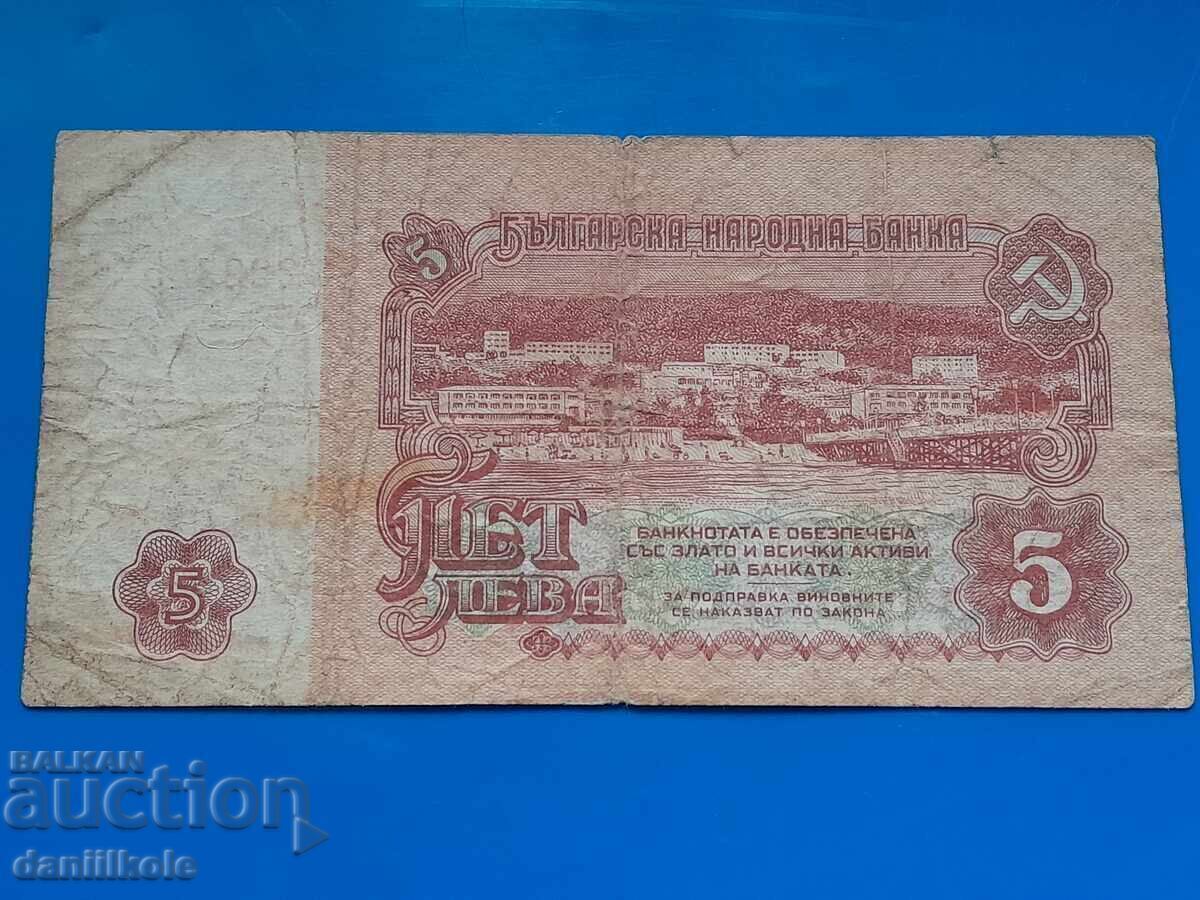 БЪЛГАРСКА НАРОДНА БАНКА
5
ПЕТ
ЛЕВА
БАНКНОТАТА Е ОБЕЗПЕЧЕНА
СЪС ЗЛАТО И ВСИЧКИ АКТИВИ
НА БАНКАТА.
ЗА ПОДПРАВКА ВИНОВНИТЕ
СЕ НАКАЗВАТ ПО ЗАКОНА
5
5
BALKAN
auction
daniilkole